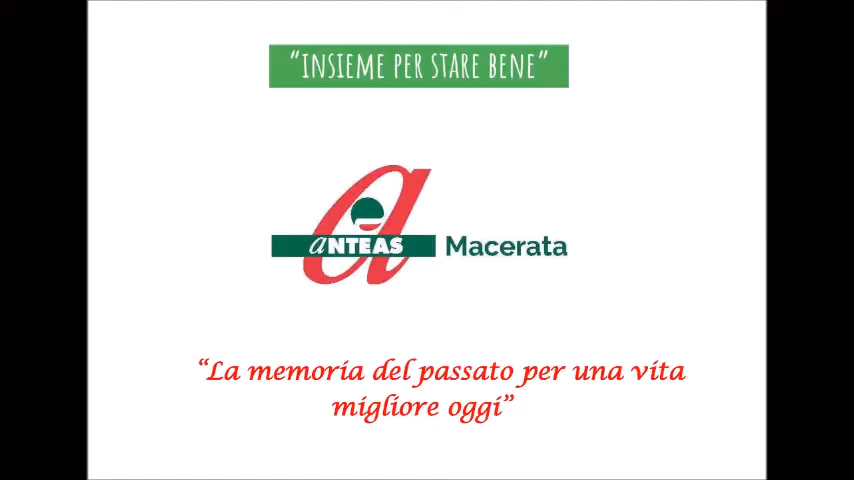 “INSIEME PER STARE BENE”
aNTEAS Macerata
“La memoria del passato per una vita
migliore oggi”